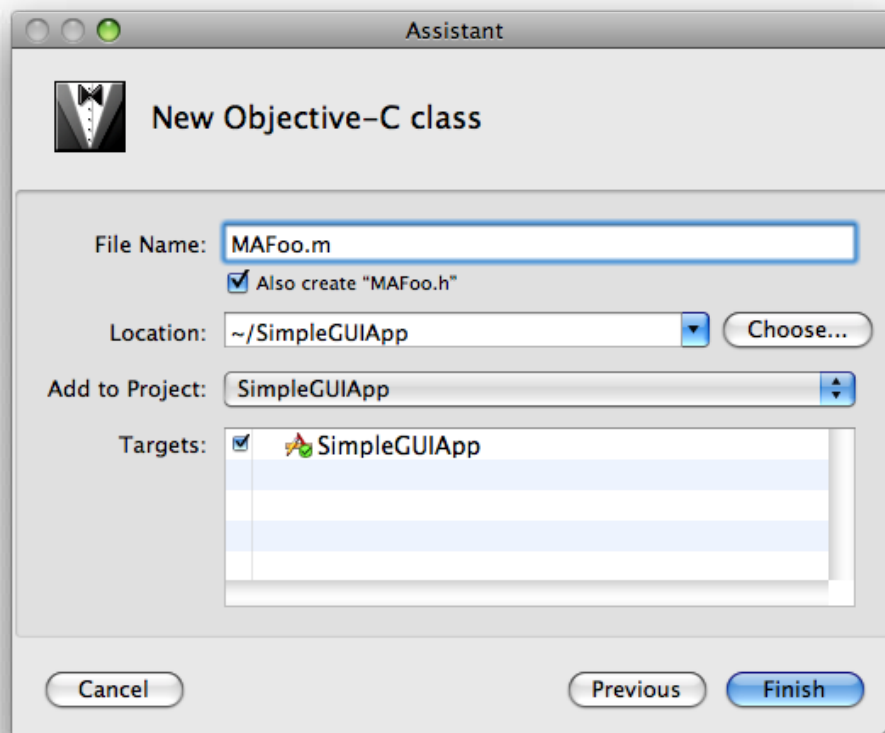 Assistant
New Objective-C class
File Name: MAFoo.m
Also create “MAFoo.h”
Location: ~/SimpleGUIApp Choose...
Add to Project: SimpleGUIApp
Targets: SimpleGUIApp
Cancel Previous Finish